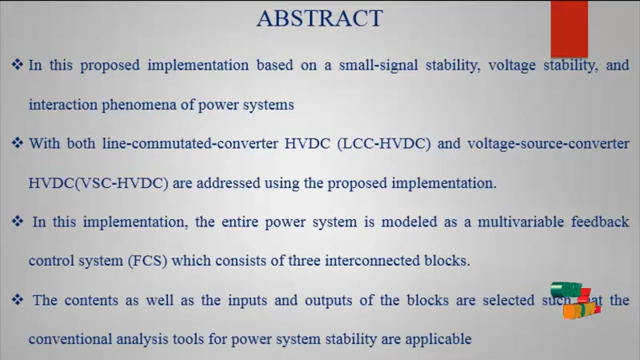 ABSTRACT
❖ In this proposed implementation based on a small-signal stability, voltage stability, and
interaction phenomena of power systems
❖ With both line-commutated-converter HVDC (LCC-HVDC) and voltage-source-converter
HVDC(VSC-HVDC) are addressed using the proposed implementation.
❖ In this implementation, the entire power system is modeled as a multivariable feedback
control system (FCS) which consists of three interconnected blocks.
❖ The contents as well as the inputs and outputs of the blocks are selected such that the
conventional analysis tools for power system stability are applicable